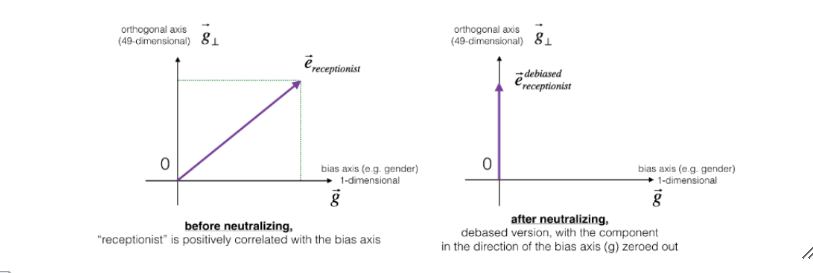 orthogonal axis
(49-dimensional) g⃗⊥
e⃗receptionist
0
bias axis (e.g. gender)
1-dimensional
g⃗
before neutralizing,
"receptionist" is positively correlated with the bias axis
orthogonal axis
(49-dimensional) g⃗⊥
e⃗debiased
receptionist
0
bias axis (e.g. gender)
1-dimensional
g⃗
after neutralizing,
debased version, with the component
in the direction of the bias axis (g) zeroed out